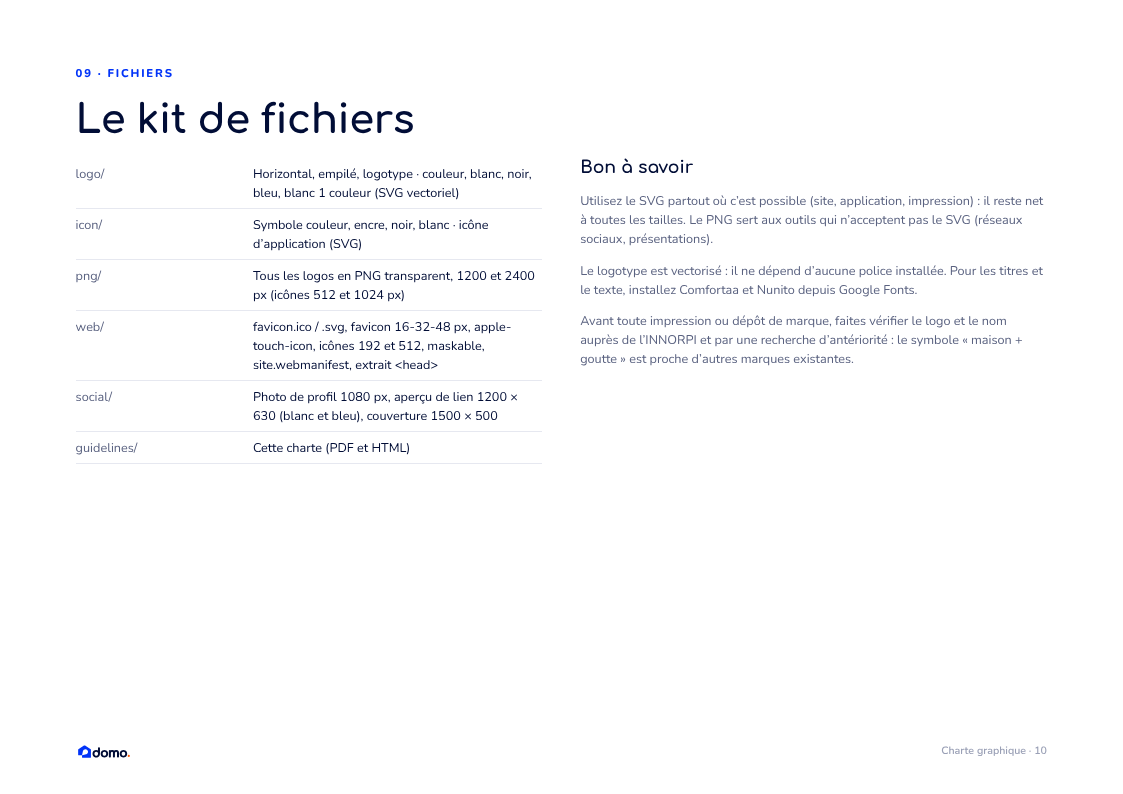 09 · FICHIERS
Le kit de fichiers
logo/
Horizontal, empilé, logotype · couleur, blanc, noir,
bleu, blanc 1 couleur (SVG vectoriel)
icon/
Symbole couleur, encre, noir, blanc · icône
d’application (SVG)
png/
Tous les logos en PNG transparent, 1200 et 2400
px (icônes 512 et 1024 px)
web/
favicon.ico / .svg, favicon 16-32-48 px, apple-
touch-icon, icônes 192 et 512, maskable,
site.webmanifest, extrait <head>
social/
Photo de profil 1080 px, aperçu de lien 1200 ×
630 (blanc et bleu), couverture 1500 × 500
guidelines/
Cette charte (PDF et HTML)
Bon à savoir
Utilisez le SVG partout où c’est possible (site, application, impression) : il reste net
à toutes les tailles. Le PNG sert aux outils qui n’acceptent pas le SVG (réseaux
sociaux, présentations).
Le logotype est vectorisé : il ne dépend d’aucune police installée. Pour les titres et
le texte, installez Comfortaa et Nunito depuis Google Fonts.
Avant toute impression ou dépôt de marque, faites vérifier le logo et le nom
auprès de l’INNORPI et par une recherche d’antériorité : le symbole « maison +
goutte » est proche d’autres marques existantes.
domo.
Charte graphique · 10